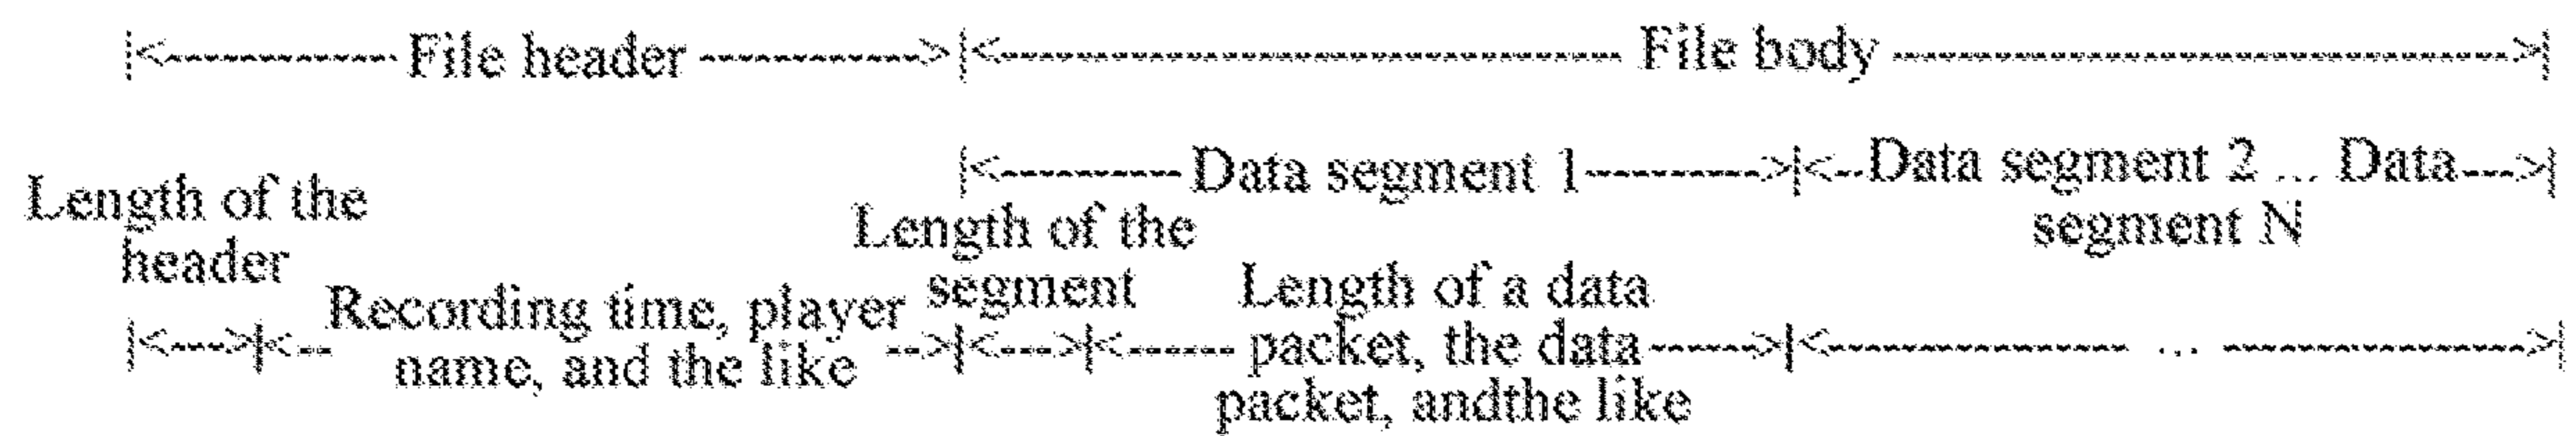 |<------------ File header ------------>|<--------------------------------- File body --------------------------------->|
|<---------- Data segment 1 ---------->|<-- Data segment 2 ... Data --->|
segment N
Length of the
header
Length of the
segment
|<--->|<-- Recording time, player
name, and the like -->|<--->|<------ Length of a data
packet, the data ------>|<---------------- ... ---------------->|
packet, andthe like